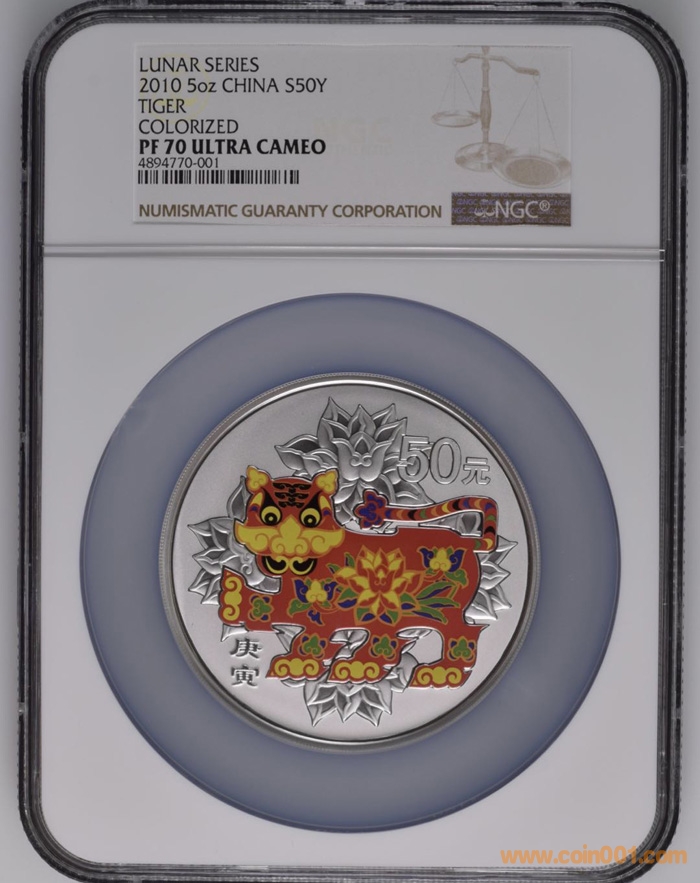 LUNAR SERIES
2010 5oz CHINA S50Y
TIGER
COLORIZED
PF 70 ULTRA CAMEO
4894770-001
NUMISMATIC GUARANTY CORPORATION
NGC®
50元
庚
寅
www.coin001.com